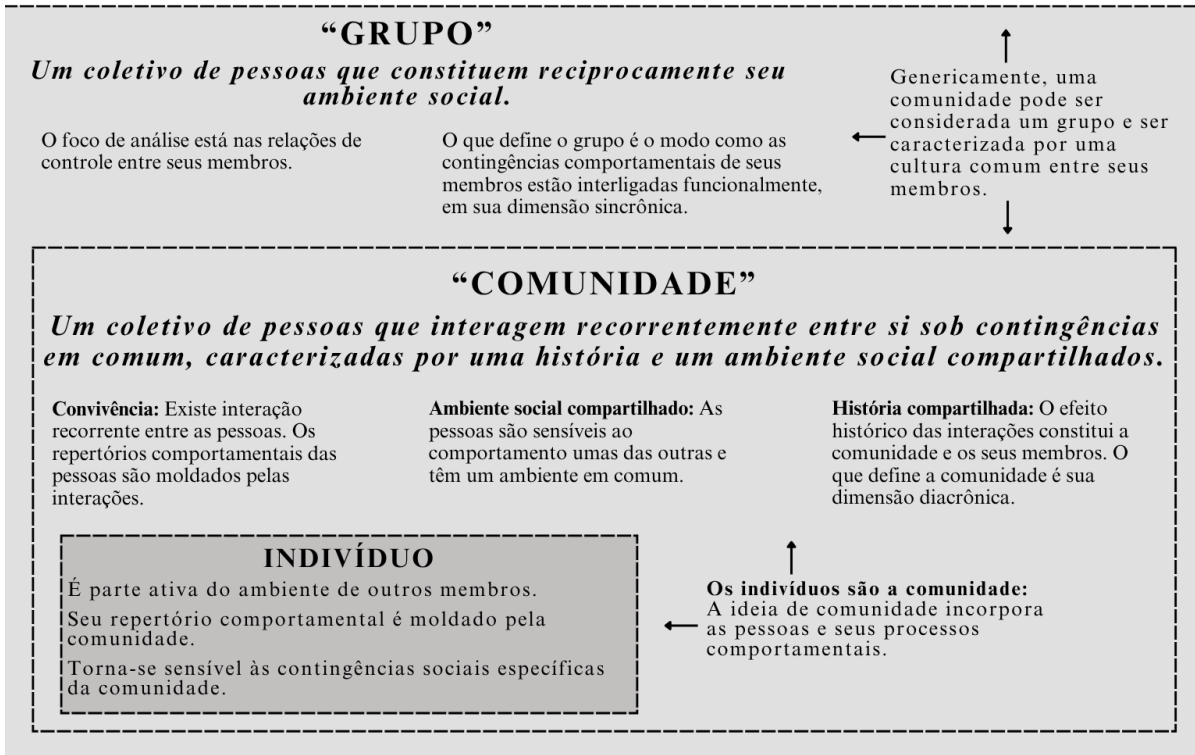 “GRUPO”
Um coletivo de pessoas que constituem reciprocamente seu
ambiente social.
O foco de análise está nas relações de
controle entre seus membros.
O que define o grupo é o modo como as
contingências comportamentais de seus
membros estão interligadas funcionalmente,
em sua dimensão sincrônica.
Genericamente, uma
comunidade pode ser
considerada um grupo e ser
caracterizada por uma
cultura comum entre seus
membros.
“COMUNIDADE”
Um coletivo de pessoas que interagem recorrentemente entre si sob contingências
em comum, caracterizadas por uma história e um ambiente social compartilhados.
Convivência: Existe interação
recorrente entre as pessoas. Os
repertórios comportamentais das
pessoas são moldados pelas
interações.
Ambiente social compartilhado: As
pessoas são sensíveis ao
comportamento umas das outras e
têm um ambiente em comum.
História compartilhada: O efeito
histórico das interações constitui a
comunidade e os seus membros. O
que define a comunidade é sua
dimensão diacrônica.
INDIVÍDUO
É parte ativa do ambiente de outros membros.
Seu repertório comportamental é moldado pela
comunidade.
Torna-se sensível às contingências sociais específicas
da comunidade.
Os indivíduos são a comunidade:
A ideia de comunidade incorpora
as pessoas e seus processos
comportamentais.